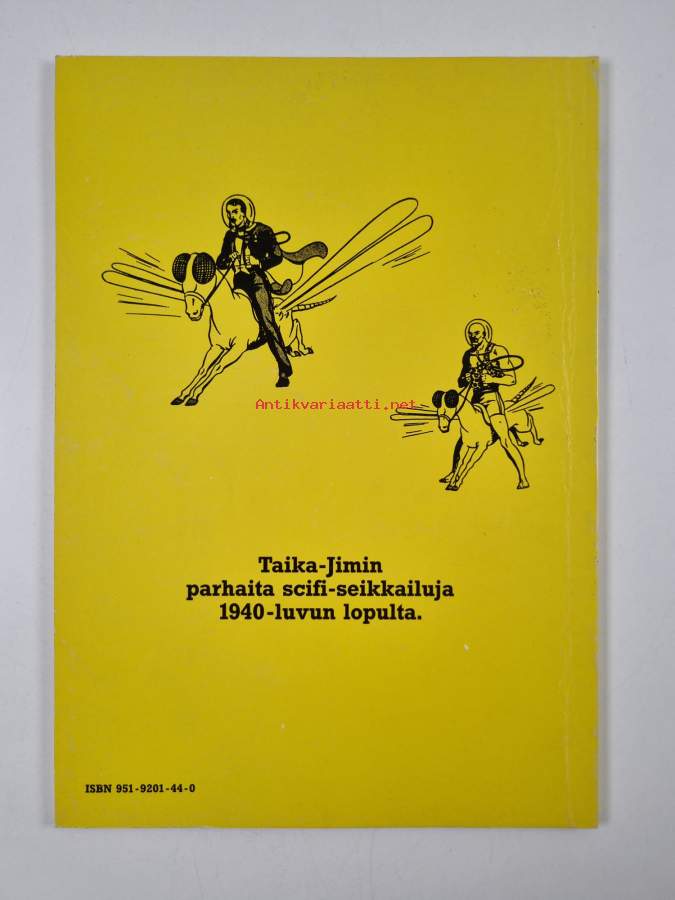 Antikvariaatti.net
Taika-Jimin
parhaita scifi-seikkailuja
1940-luvun lopulta.
ISBN 951-9201-44-0